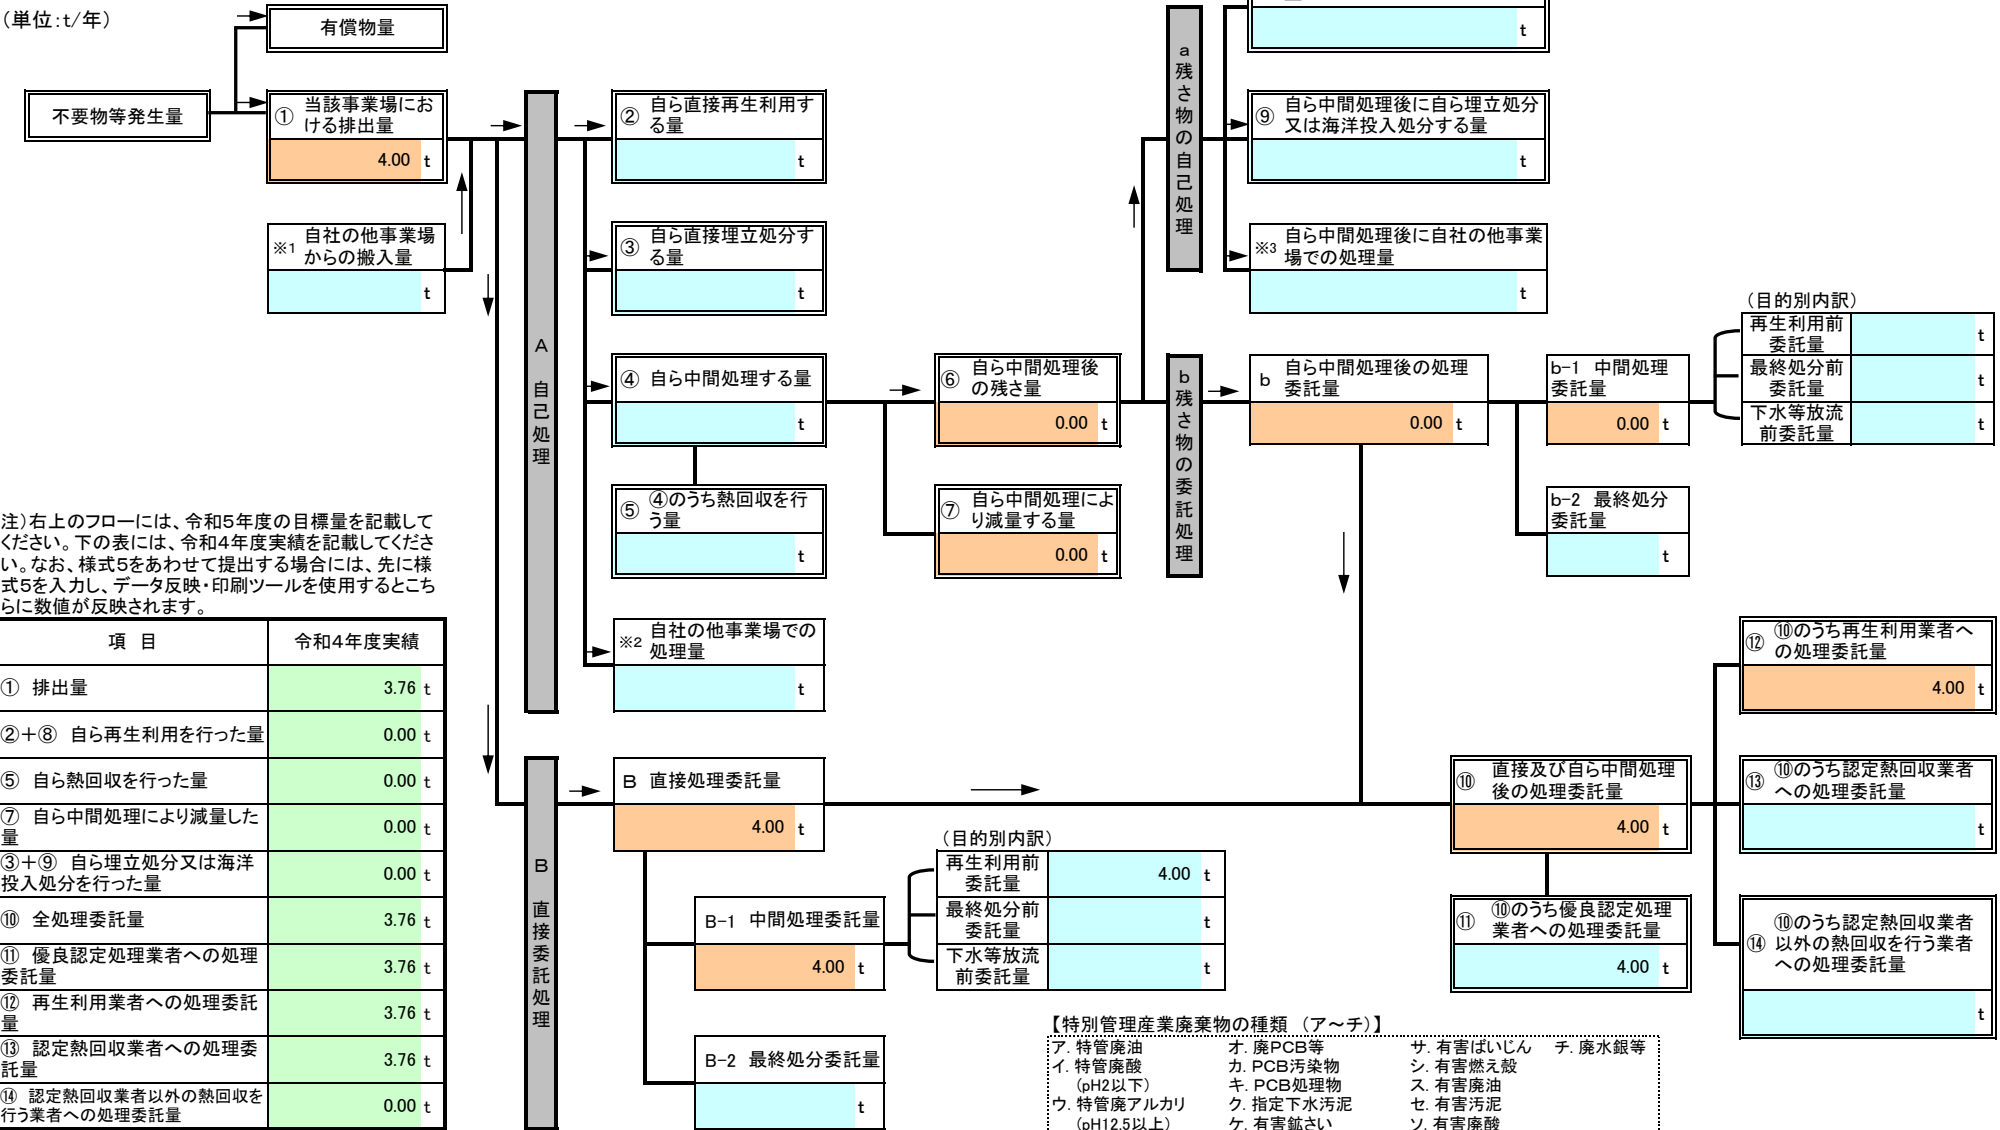 (単位:t/年)
有償物量
不要物等発生量
① 当該事業場にお
ける排出量
4.00 t
※1 自社の他事業場
からの搬入量
t
A 自己処理
② 自ら直接再生利用す
る量
t
③ 自ら直接埋立処分す
る量
t
④ 自ら中間処理する量
t
⑤ ④のうち熱回収を行
う量
t
※2 自社の他事業場での
処理量
t
⑥ 自ら中間処理後
の残さ量
0.00 t
⑦ 自ら中間処理によ
り減量する量
0.00 t
a残さ物の自己処理
t
⑨ 自ら中間処理後に自ら埋立処分
又は海洋投入処分する量
t
※3 自ら中間処理後に自社の他事業
場での処理量
t
b残さ物の委託処理
b 自ら中間処理後の処理
委託量
0.00 t
b-1 中間処理
委託量
0.00 t
(目的別内訳)
再生利用前
委託量
t
最終処分前
委託量
t
下水等放流
前委託量
t
b-2 最終処分
委託量
t
注)右上のフローには、令和5年度の目標量を記載して
ください。下の表には、令和4年度実績を記載してくださ
い。なお、様式5をあわせて提出する場合には、先に様
式5を入力し、データ反映・印刷ツールを使用するとこち
らに数値が反映されます。
項 目 令和4年度実績
① 排出量 3.76 t
②+⑧ 自ら再生利用を行った量 0.00 t
⑤ 自ら熱回収を行った量 0.00 t
⑦ 自ら中間処理により減量した
量 0.00 t
③+⑨ 自ら埋立処分又は海洋
投入処分を行った量 0.00 t
⑩ 全処理委託量 3.76 t
⑪ 優良認定処理業者への処理
委託量 3.76 t
⑫ 再生利用業者への処理委託
量 3.76 t
⑬ 認定熱回収業者への処理委
託量 3.76 t
⑭ 認定熱回収業者以外の熱回収を
行う業者への処理委託量 0.00 t
B 直接委託処理
B 直接処理委託量
4.00 t
B-1 中間処理委託量
4.00 t
(目的別内訳)
再生利用前
委託量
4.00 t
最終処分前
委託量
t
下水等放流
前委託量
t
B-2 最終処分委託量
t
⑩ 直接及び自ら中間処理
後の処理委託量
4.00 t
⑪ ⑩のうち優良認定処理
業者への処理委託量
4.00 t
⑫ ⑩のうち再生利用業者へ
の処理委託量
4.00 t
⑬ ⑩のうち認定熱回収業者
への処理委託量
t
⑭ ⑩のうち認定熱回収業者
以外の熱回収を行う業者
への処理委託量
t
【特別管理産業廃棄物の種類 (ア~チ)】
ア. 特管廃油 オ. 廃PCB等 サ. 有害ばいじん チ. 廃水銀等
イ. 特管廃酸 カ. PCB汚染物 シ. 有害燃え殻
(pH2以下) キ. PCB処理物 ス. 有害廃油
ウ. 特管廃アルカリ ク. 指定下水汚泥 セ. 有害汚泥
(pH12.5以上) ケ. 有害鉱さい ソ. 有害廃酸